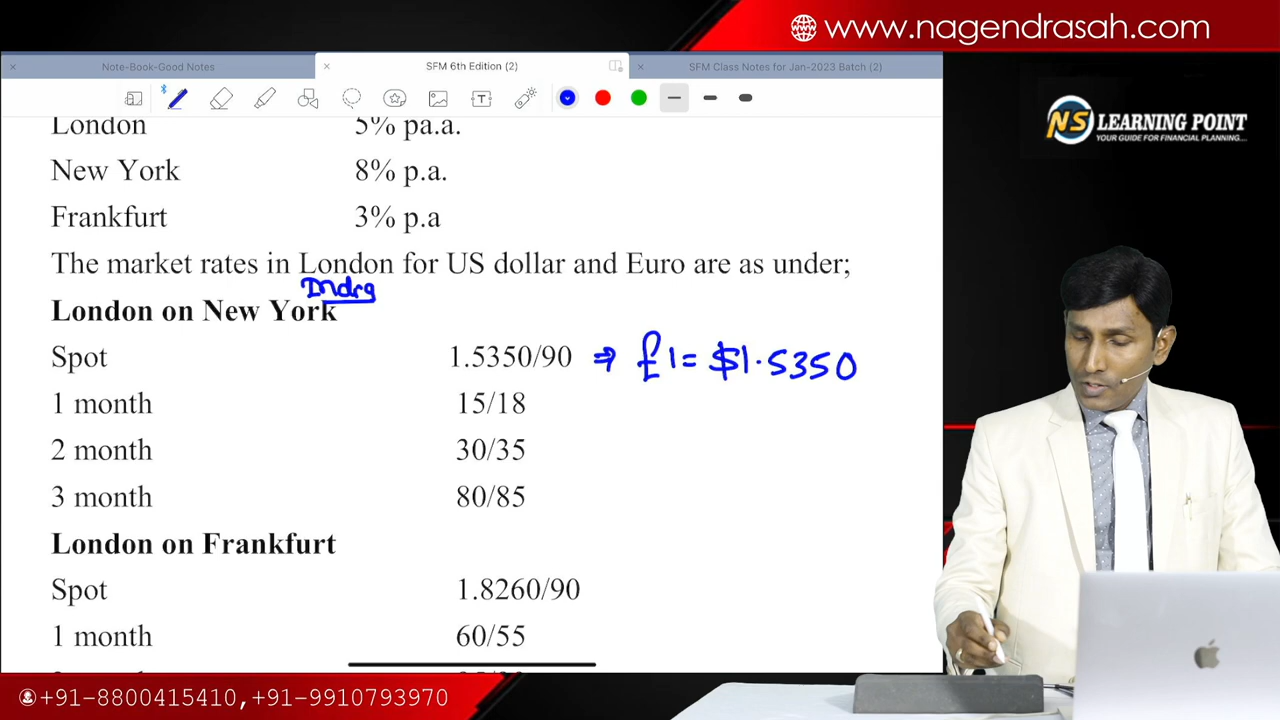 www.nagendrasah.com
Note-Book-Good Notes
SFM 6th Edition (2)
SFM Class Notes for Jan-2023 Batch (2)
NS LEARNING POINT
YOUR GUIDE FOR FINANCIAL PLANNING....
London 5% pa.a.
New York 8% p.a.
Frankfurt 3% p.a
The market rates in London for US dollar and Euro are as under;
London on New York
Spot 1.5350/90 ⇒ £1= $1.5350
1 month 15/18
2 month 30/35
3 month 80/85
London on Frankfurt
Spot 1.8260/90
1 month 60/55
+91-8800415410,+91-9910793970